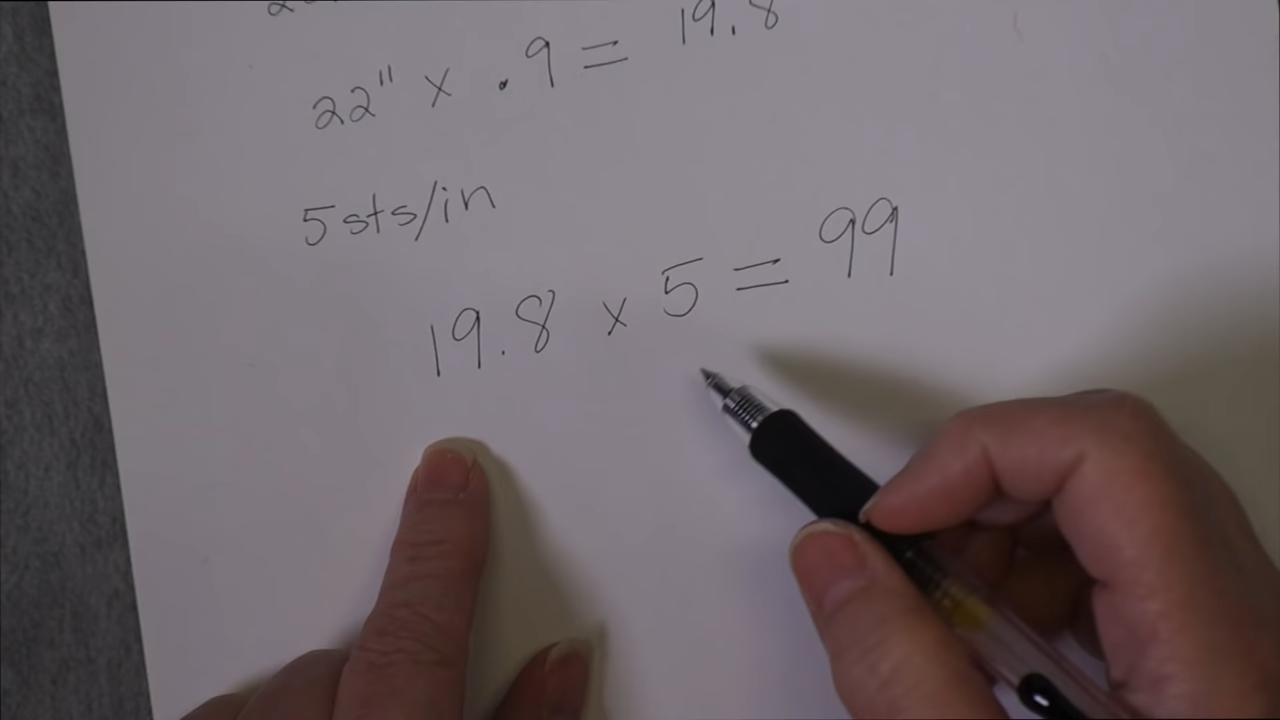 22" x .9 = 19.8
5sts/in
19.8 x 5 = 99